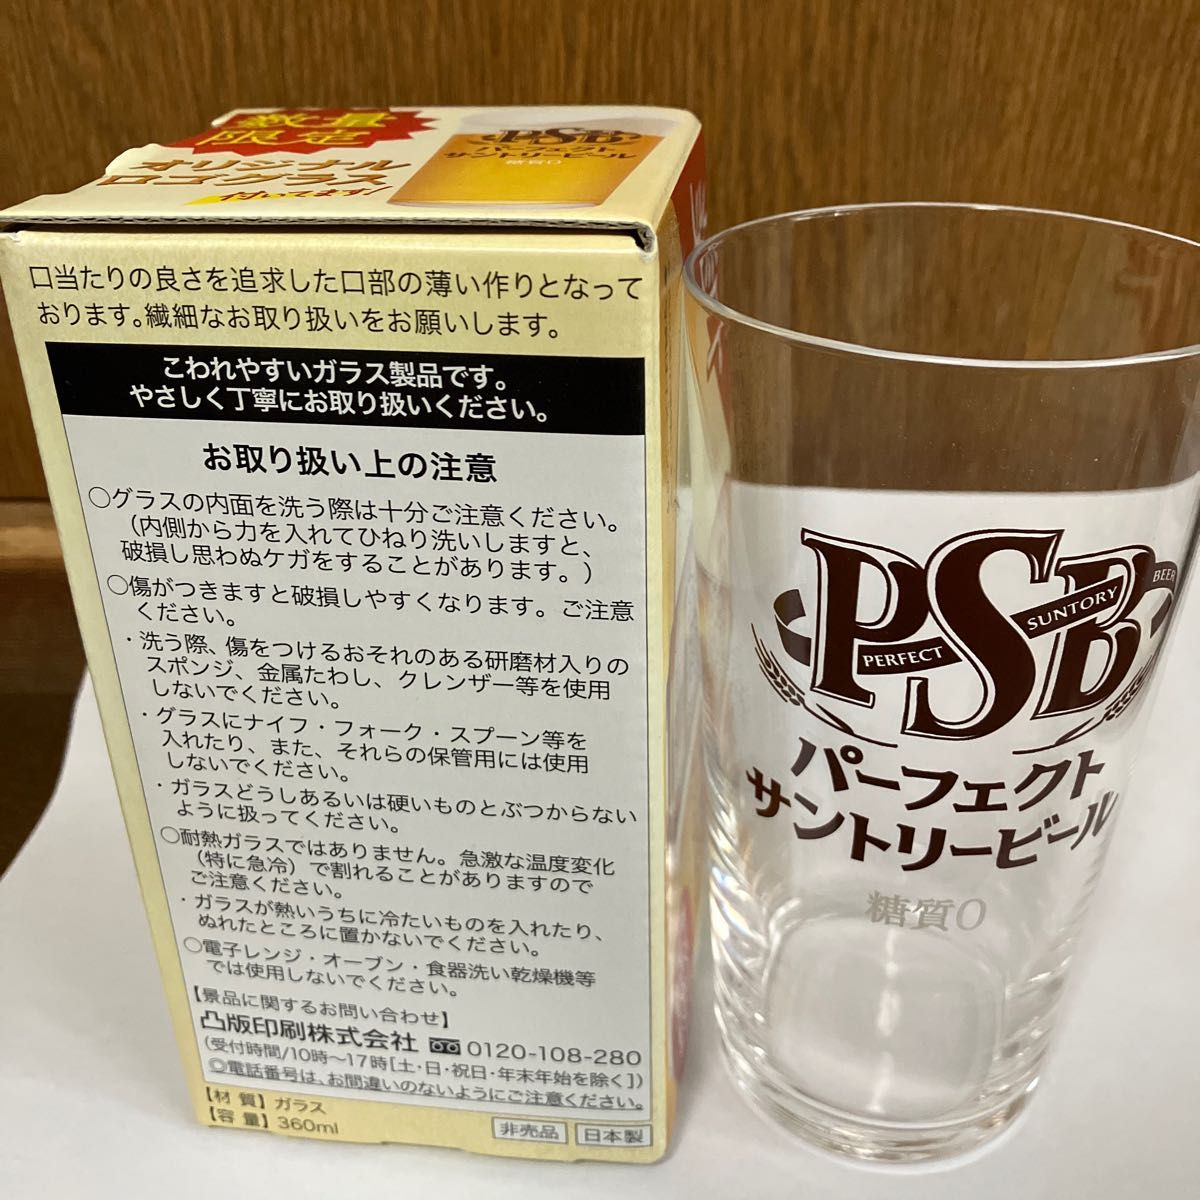 数量
限定
オリジナル
ロゴグラス
付いてます!
PSB
パーフェクト
サントリービール
糖質0
口当たりの良さを追求した口部の薄い作りとなって
おります。繊細なお取り扱いをお願いします。
こわれやすいガラス製品です。
やさしく丁寧にお取り扱いください。
お取り扱い上の注意
○グラスの内面を洗う際は十分ご注意ください。
(内側から力を入れてひねり洗いしますと、
破損し思わぬケガをすることがあります。)
○傷がつきますと破損しやすくなります。ご注意
ください。
・洗う際、傷をつけるおそれのある研磨材入りの
スポンジ、金属たわし、クレンザー等を使用
しないでください。
・グラスにナイフ・フォーク・スプーン等を
入れたり、また、それらの保管用には使用
しないでください。
・ガラスどうしあるいは硬いものとぶつからない
ように扱ってください。
○耐熱ガラスではありません。急激な温度変化
(特に急冷)で割れることがありますので
ご注意ください。
・ガラスが熱いうちに冷たいものを入れたり、
ぬれたところに置かないでください。
○電子レンジ・オーブン・食器洗い乾燥機等
では使用しないでください。
【景品に関するお問い合わせ】
凸版印刷株式会社 0120-108-280
(受付時間/10時〜17時[土・日・祝日・年末年始を除く])
◎電話番号は、お間違いのないようにご注意ください。
【材 質】ガラス
【容 量】360ml
非売品 日本製
PSB
BEER
SUNTORY
PERFECT
パーフェクト
サントリービール
糖質0